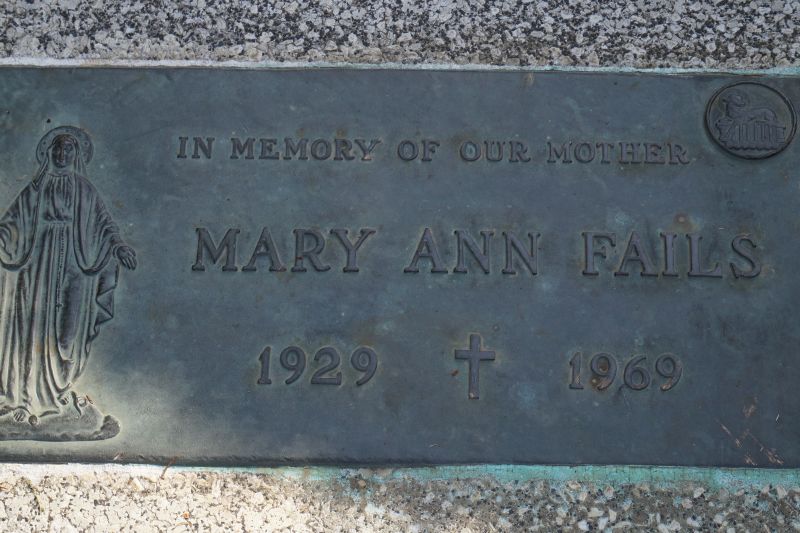 IN MEMORY OF OUR MOTHER
MARY ANN FAILS
1929 1969